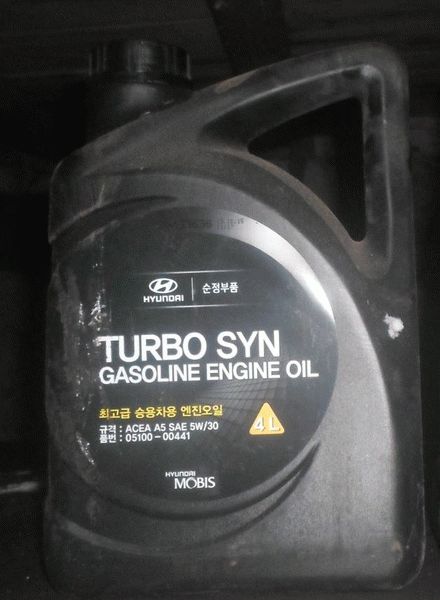 HYUNDAI
순정부품
TURBO SYN
GASOLINE ENGINE OIL
최고급 승용차용 엔진오일
규격 : ACEA A5 SAE 5W/30
품번 : 05100-00441
4L
HYUNDAI
MOBIS